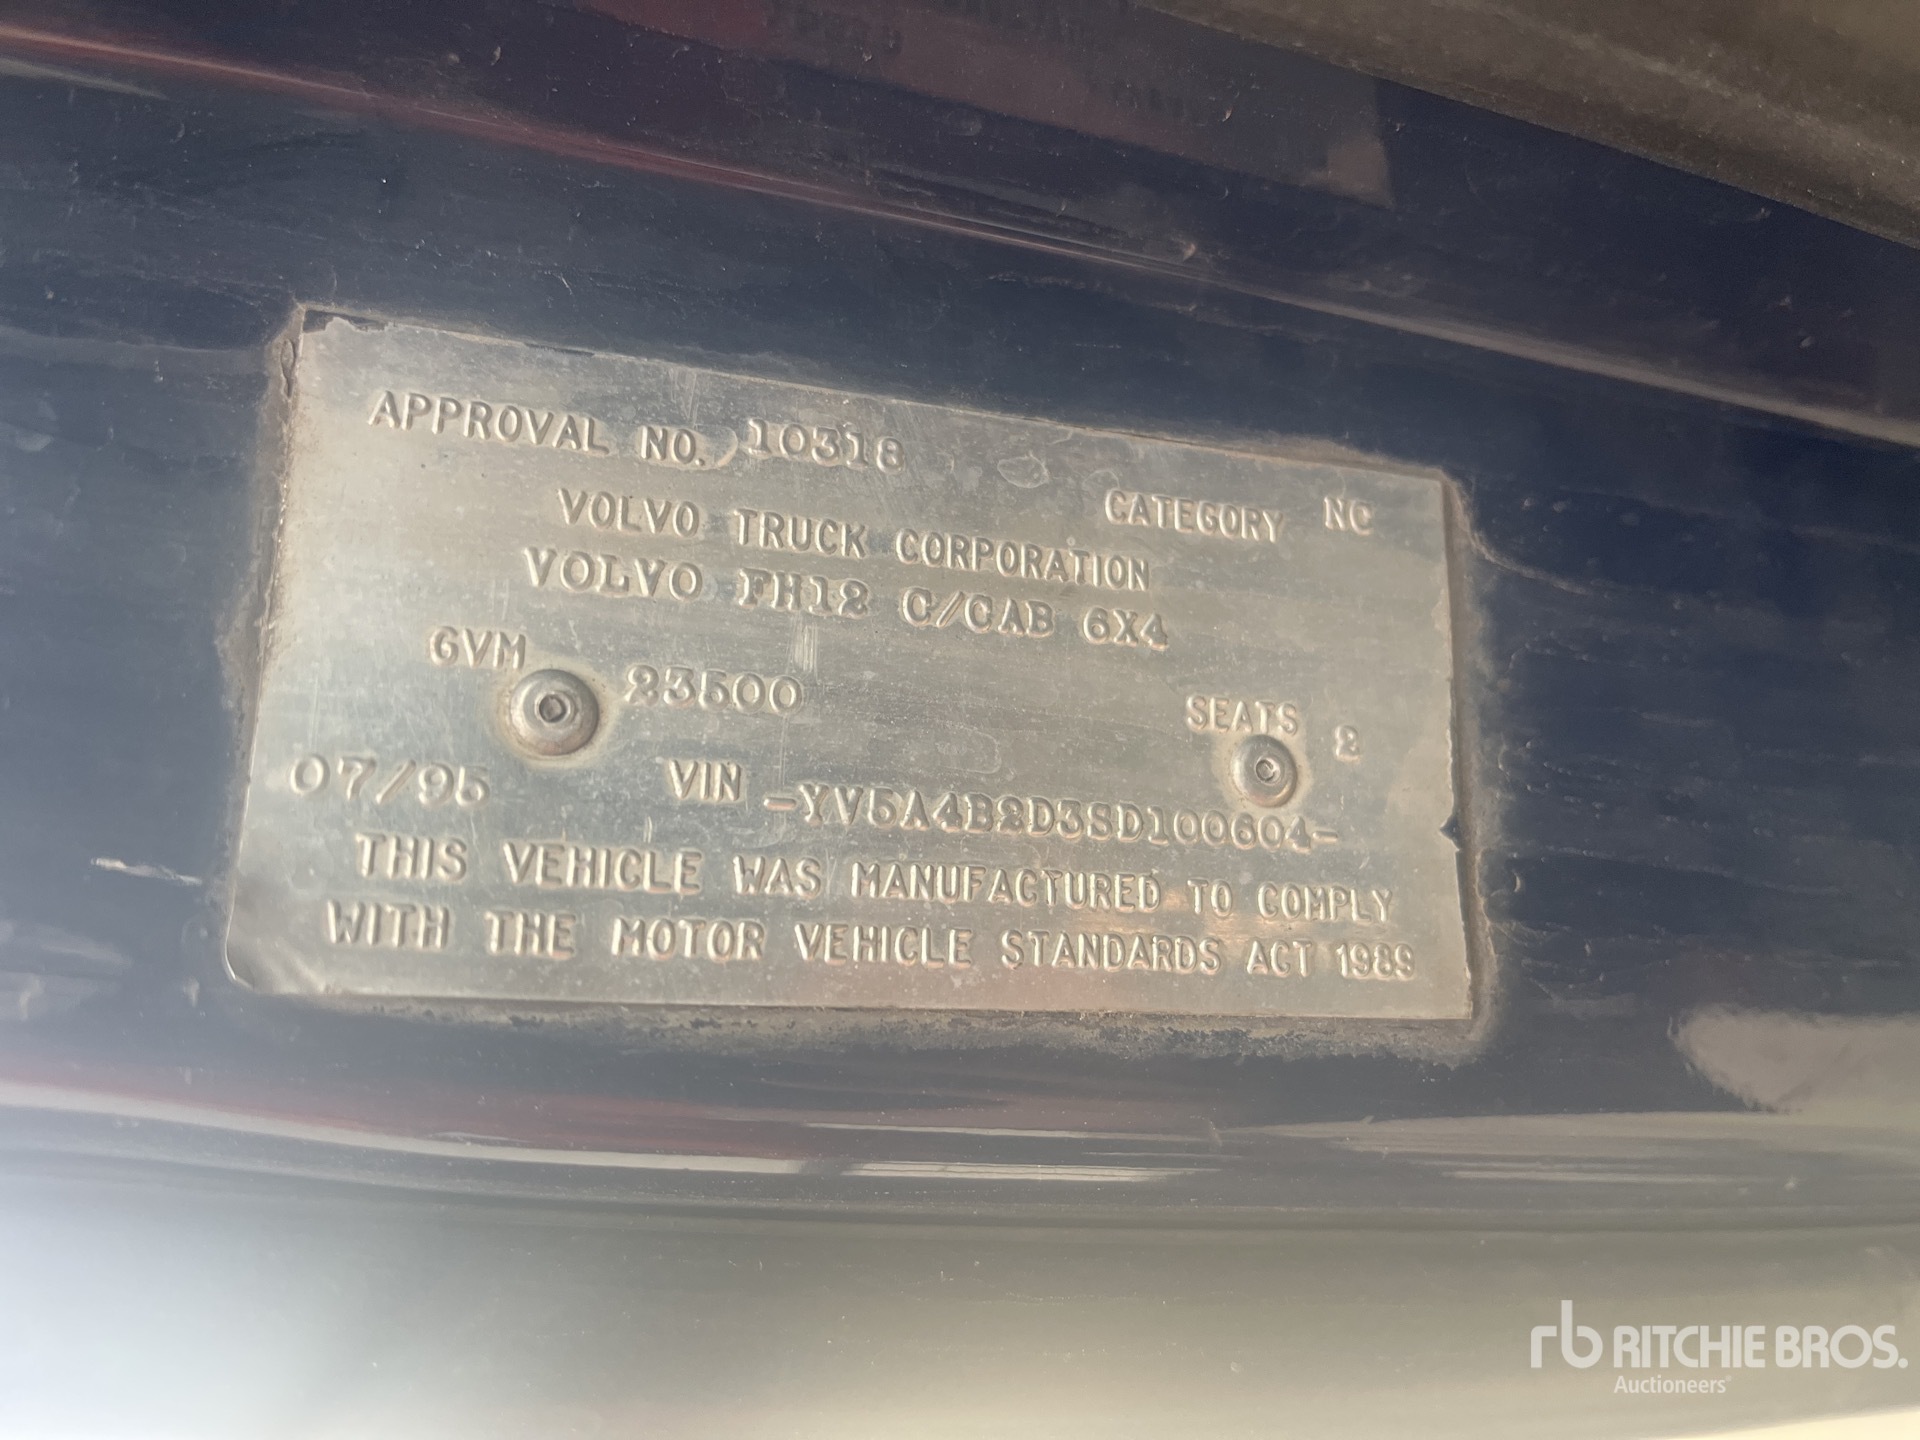 APPROVAL NO. 10318
CATEGORY NC
VOLVO TRUCK CORPORATION
VOLVO FH12 C/CAB 6X4
GVM 23500
SEATS 2
07/95 VIN -YV5A4B2D3SD100604-
THIS VEHICLE WAS MANUFACTURED TO COMPLY
WITH THE MOTOR VEHICLE STANDARDS ACT 1989
rb RITCHIE BROS.
Auctioneers